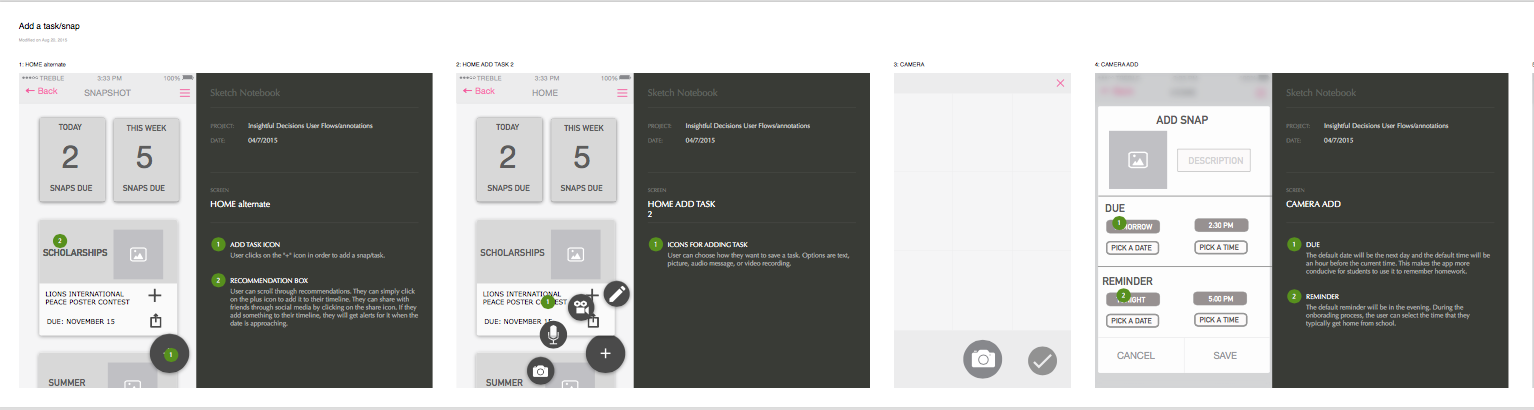 Add a task/snap
Modified on Aug 20, 2015
1: HOME alternate
TREBLE 3:33 PM 100%
← Back SNAPSHOT
TODAY
2
SNAPS DUE
THIS WEEK
5
SNAPS DUE
2
SCHOLARSHIPS
LIONS INTERNATIONAL
PEACE POSTER CONTEST
DUE: NOVEMBER 15
1
SUMMER
Sketch Notebook
PROJECT: Insightful Decisions User Flows/annotations
DATE: 04/7/2015
SCREEN
HOME alternate
1 ADD TASK ICON
User clicks on the "+" icon in order to add a snap/task.
2 RECOMMENDATION BOX
User can scroll through recommendations. They can simply click
on the plus icon to add it to their timeline. They can share with
friends through social media by clicking on the share icon. If they
add something to their timeline, they will get alerts for it when the
date is approaching.
2: HOME ADD TASK 2
TREBLE 3:33 PM 100%
← Back HOME
TODAY
2
SNAPS DUE
THIS WEEK
5
SNAPS DUE
SCHOLARSHIPS
LIONS INTERNATIONAL
PEACE POSTER CONTEST
1
DUE: NOVEMBER 15
SUMMER
Sketch Notebook
PROJECT: Insightful Decisions User Flows/annotations
DATE: 04/7/2015
SCREEN
HOME ADD TASK
2
1 ICONS FOR ADDING TASK
User can choose how they want to save a task. Options are text,
picture, audio message, or video recording.
3: CAMERA
4: CAMERA ADD
ADD SNAP
DESCRIPTION
DUE
1 ORROW 2:30 PM
PICK A DATE PICK A TIME
REMINDER
2 GHT 5:00 PM
PICK A DATE PICK A TIME
CANCEL SAVE
Sketch Notebook
PROJECT: Insightful Decisions User Flows/annotations
DATE: 04/7/2015
SCREEN
CAMERA ADD
1 DUE
The default date will be the next day and the default time will be
an hour before the current time. This makes the app more
conducive for students to use it to remember homework.
2 REMINDER
The default reminder will be in the evening. During the
onborading process, the user can select the time that they
typically get home from school.